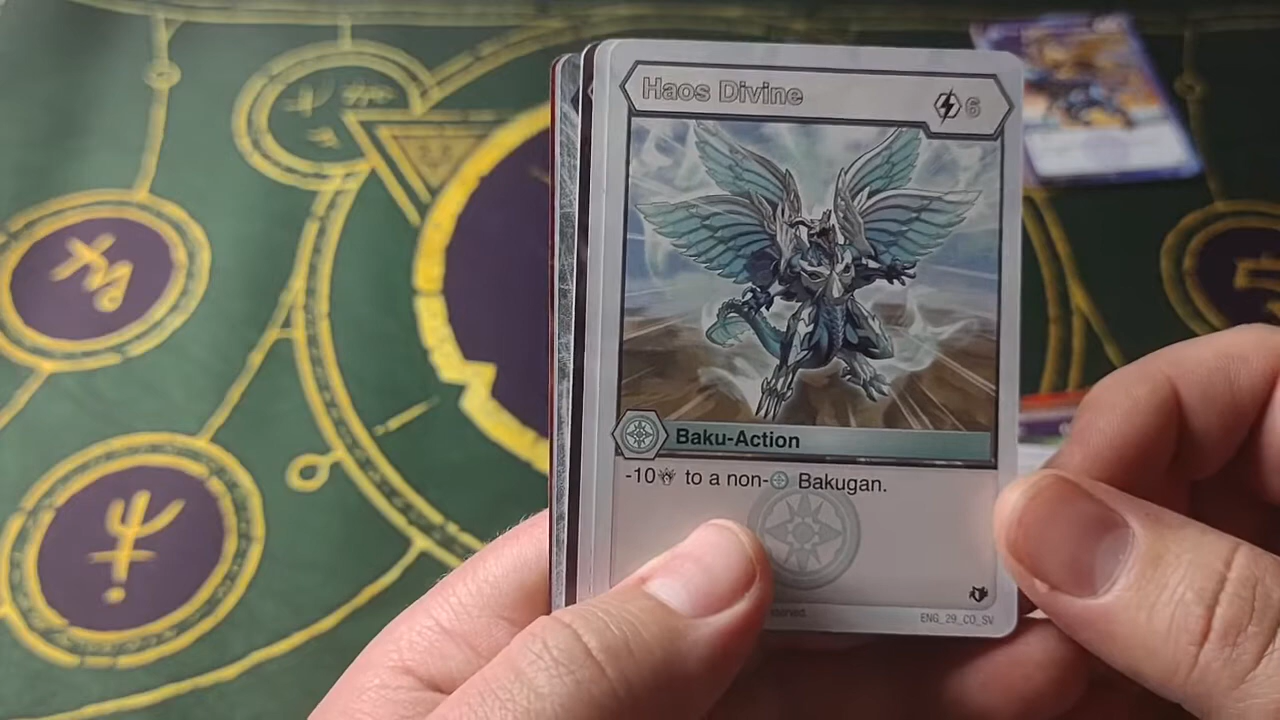 Haos Divine
6
Baku-Action
-10 to a non- Bakugan.
ENG_29_CO_SV